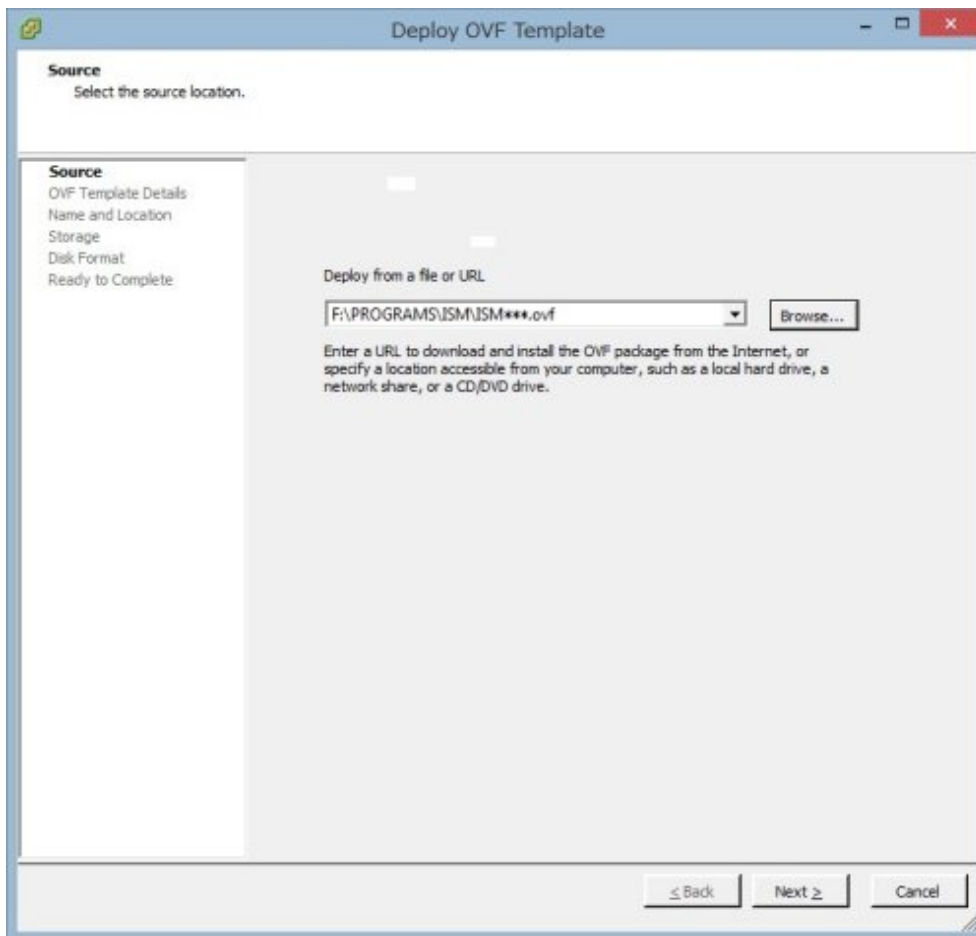 Deploy OVF Template
Source
Select the source location.
Source
OVF Template Details
Name and Location
Storage
Disk Format
Ready to Complete
Deploy from a file or URL
F:\PROGRAMS\ISM\ISM***.ovf
Browse...
Enter a URL to download and install the OVF package from the Internet, or
specify a location accessible from your computer, such as a local hard drive, a
network share, or a CD/DVD drive.
< Back
Next >
Cancel